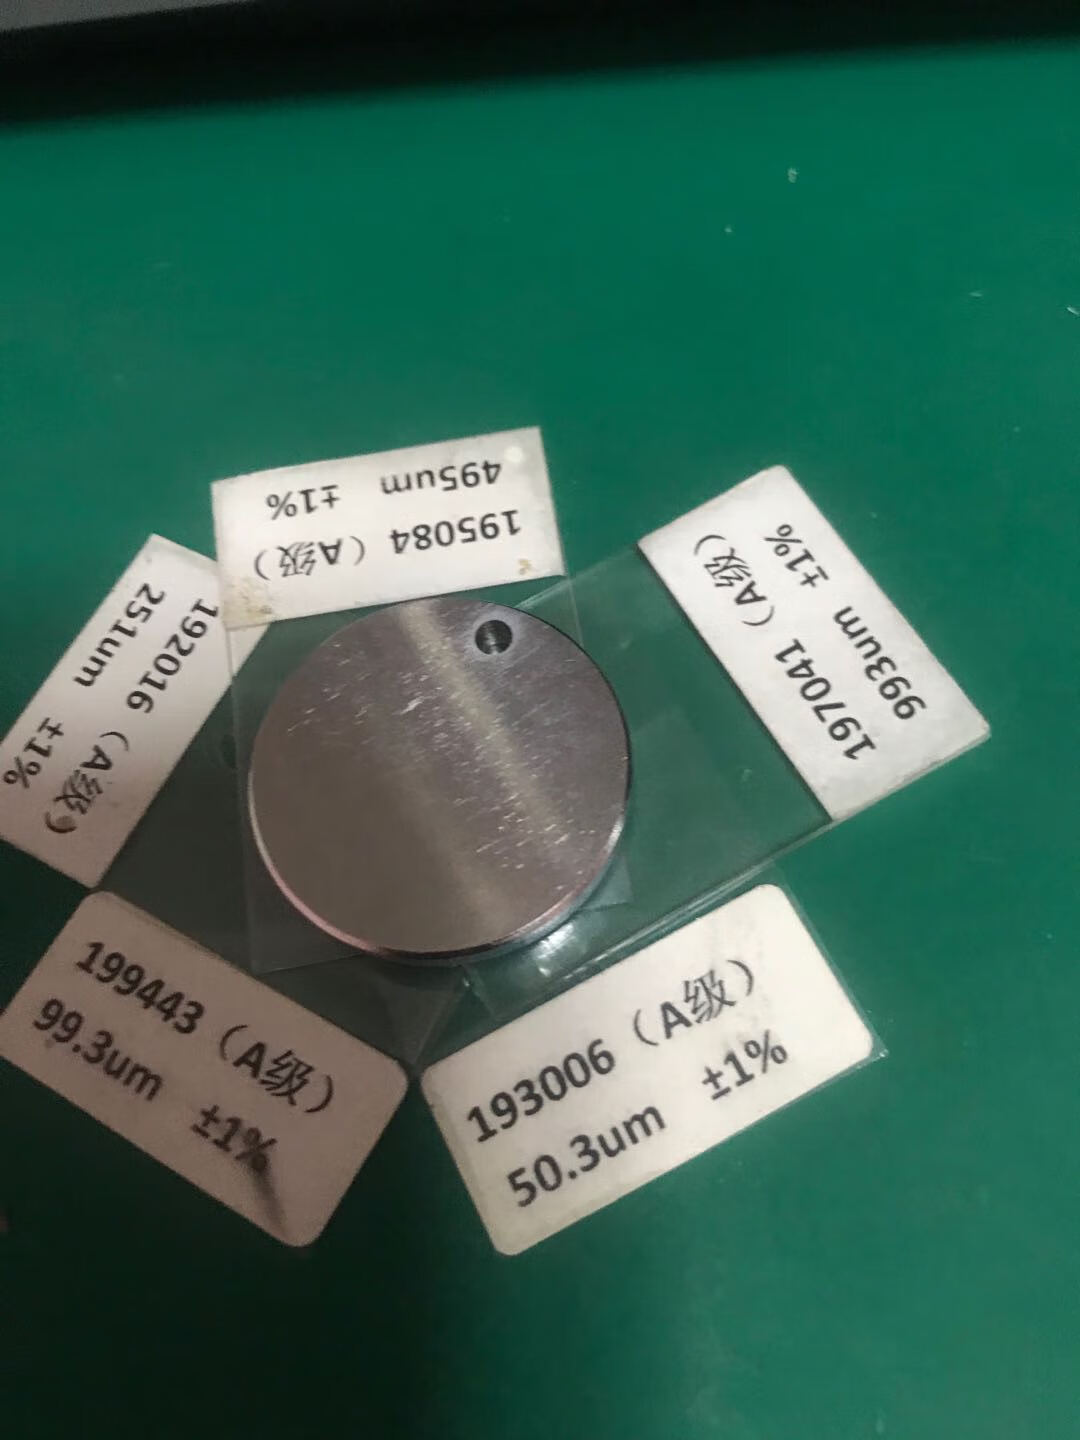 195084（A级）
495um ±1%
197041（A级）
993um ±1%
192016（A级）
251um ±1%
199443（A级）
99.3um ±1%
193006（A级）
50.3um ±1%